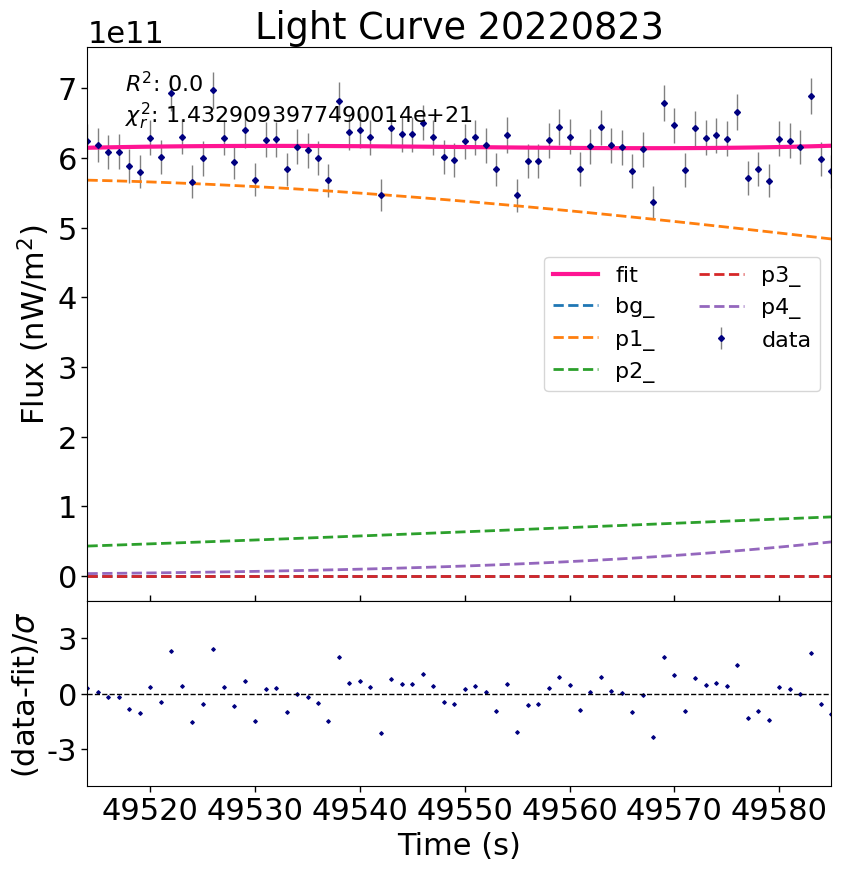 Light Curve 20220823
1e11
R²: 0.0
χ²ᵣ: 1.4329093977490014e+21
7
6
5
4
3
2
1
0
Flux (nW/m²)
fit
bg_
p1_
p2_
p3_
p4_
data
3
0
-3
(data-fit)/σ
49520 49530 49540 49550 49560 49570 49580
Time (s)